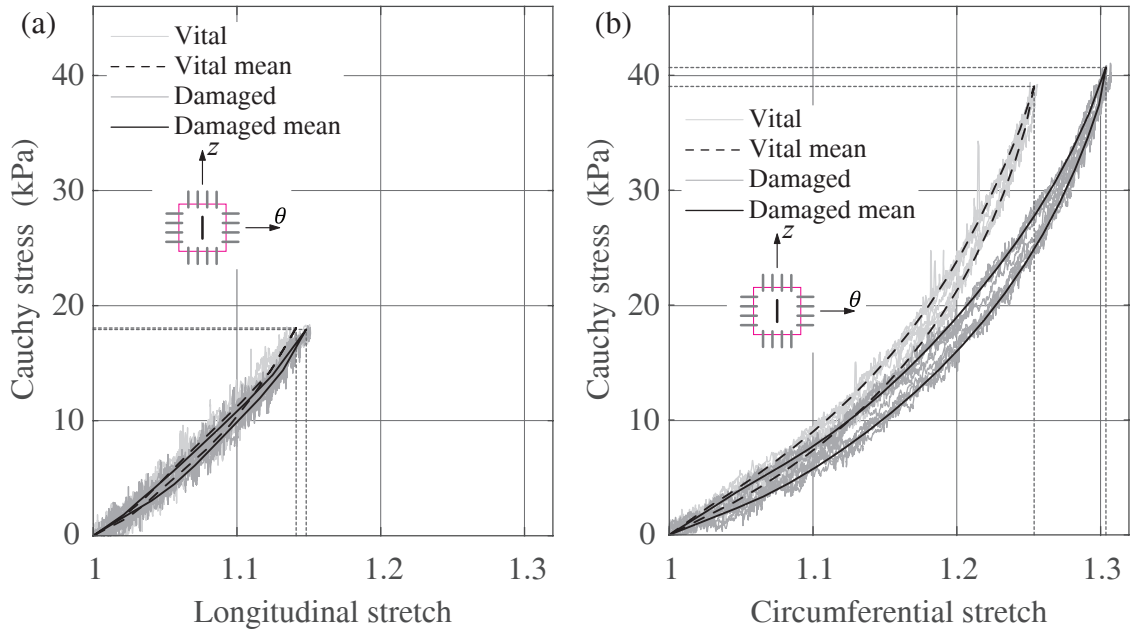 (a)
Vital
Vital mean
Damaged
Damaged mean
z
θ
40
30
20
10
0
1
1.1
1.2
1.3
Cauchy stress (kPa)
Longitudinal stretch
(b)
Vital
Vital mean
Damaged
Damaged mean
z
θ
40
30
20
10
0
1
1.1
1.2
1.3
Cauchy stress (kPa)
Circumferential stretch